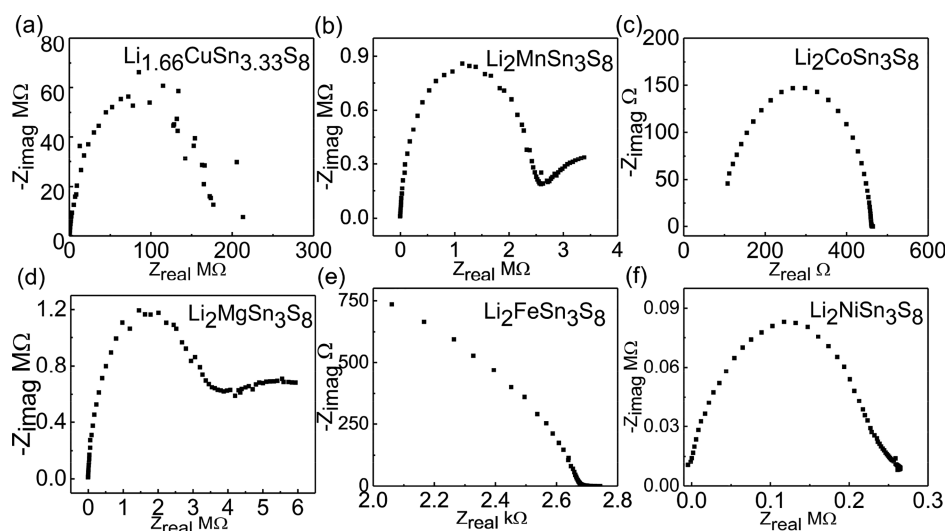 (a)
Li1.66CuSn3.33S8
-Zimag MΩ
80
60
40
20
0
0 100 200 300
Zreal MΩ
(b)
Li2MnSn3S8
-Zimag MΩ
0.9
0.6
0.3
0.0
0 1 2 3 4
Zreal MΩ
(c)
Li2CoSn3S8
-Zimag Ω
200
150
100
50
0
0 200 400 600
Zreal Ω
(d)
Li2MgSn3S8
-Zimag MΩ
1.2
0.8
0.4
0.0
0 1 2 3 4 5 6
Zreal MΩ
(e)
Li2FeSn3S8
-Zimag Ω
750
500
250
0
2.0 2.2 2.4 2.6 2.8
Zreal kΩ
(f)
Li2NiSn3S8
-Zimag MΩ
0.09
0.06
0.03
0.00
0.0 0.1 0.2 0.3
Zreal MΩ